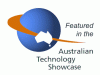 Featured
in the
Australian
Technology
Showcase